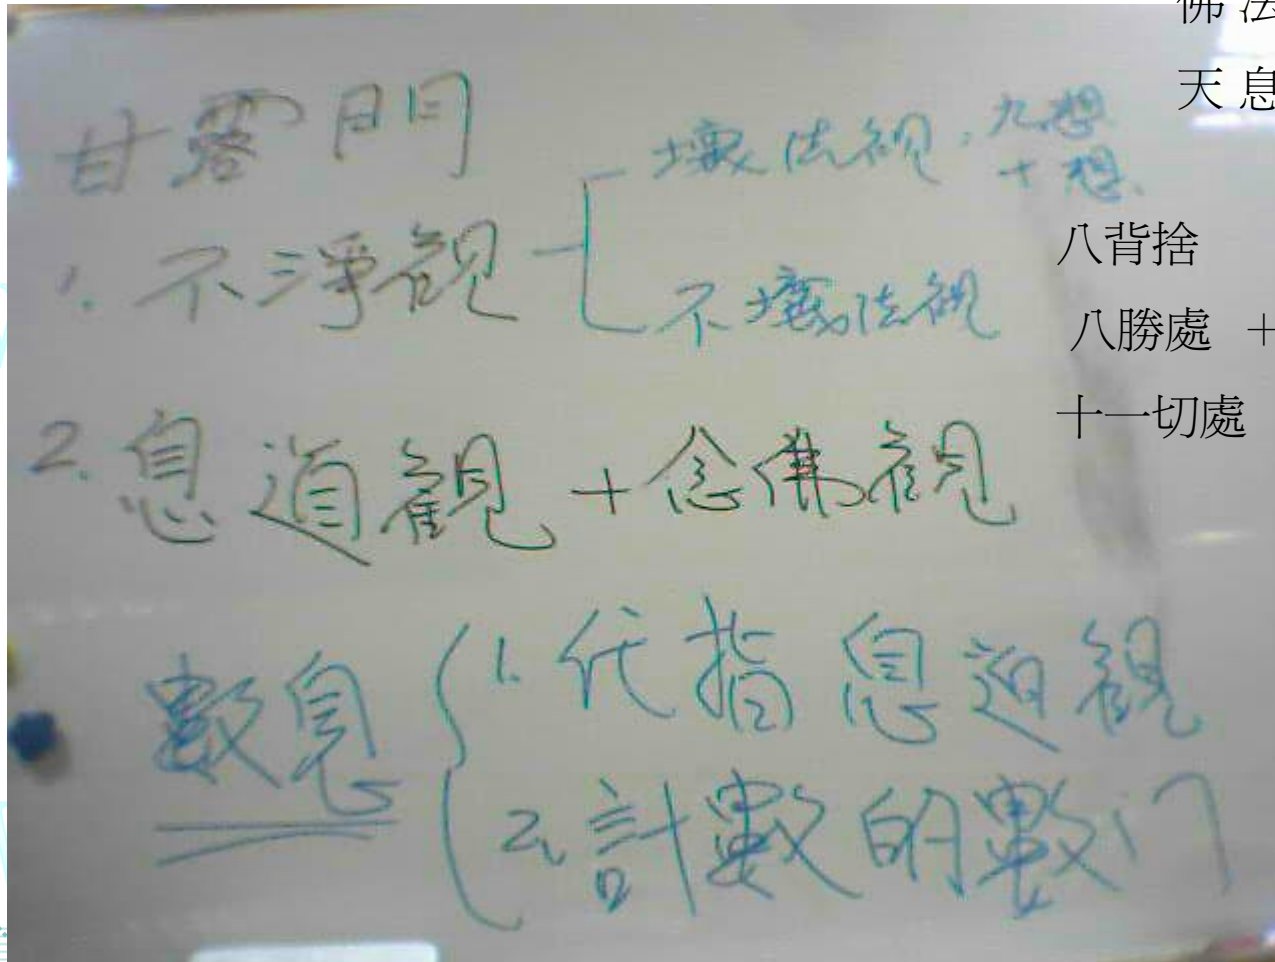 佛法
天息
甘露門
1. 不淨觀
壞法觀：九想
十想
不壞法觀
八背捨
八勝處 +
十一切處
2. 息道觀 + 念佛觀
數息
1. 代指息道觀
2. 計數的數门